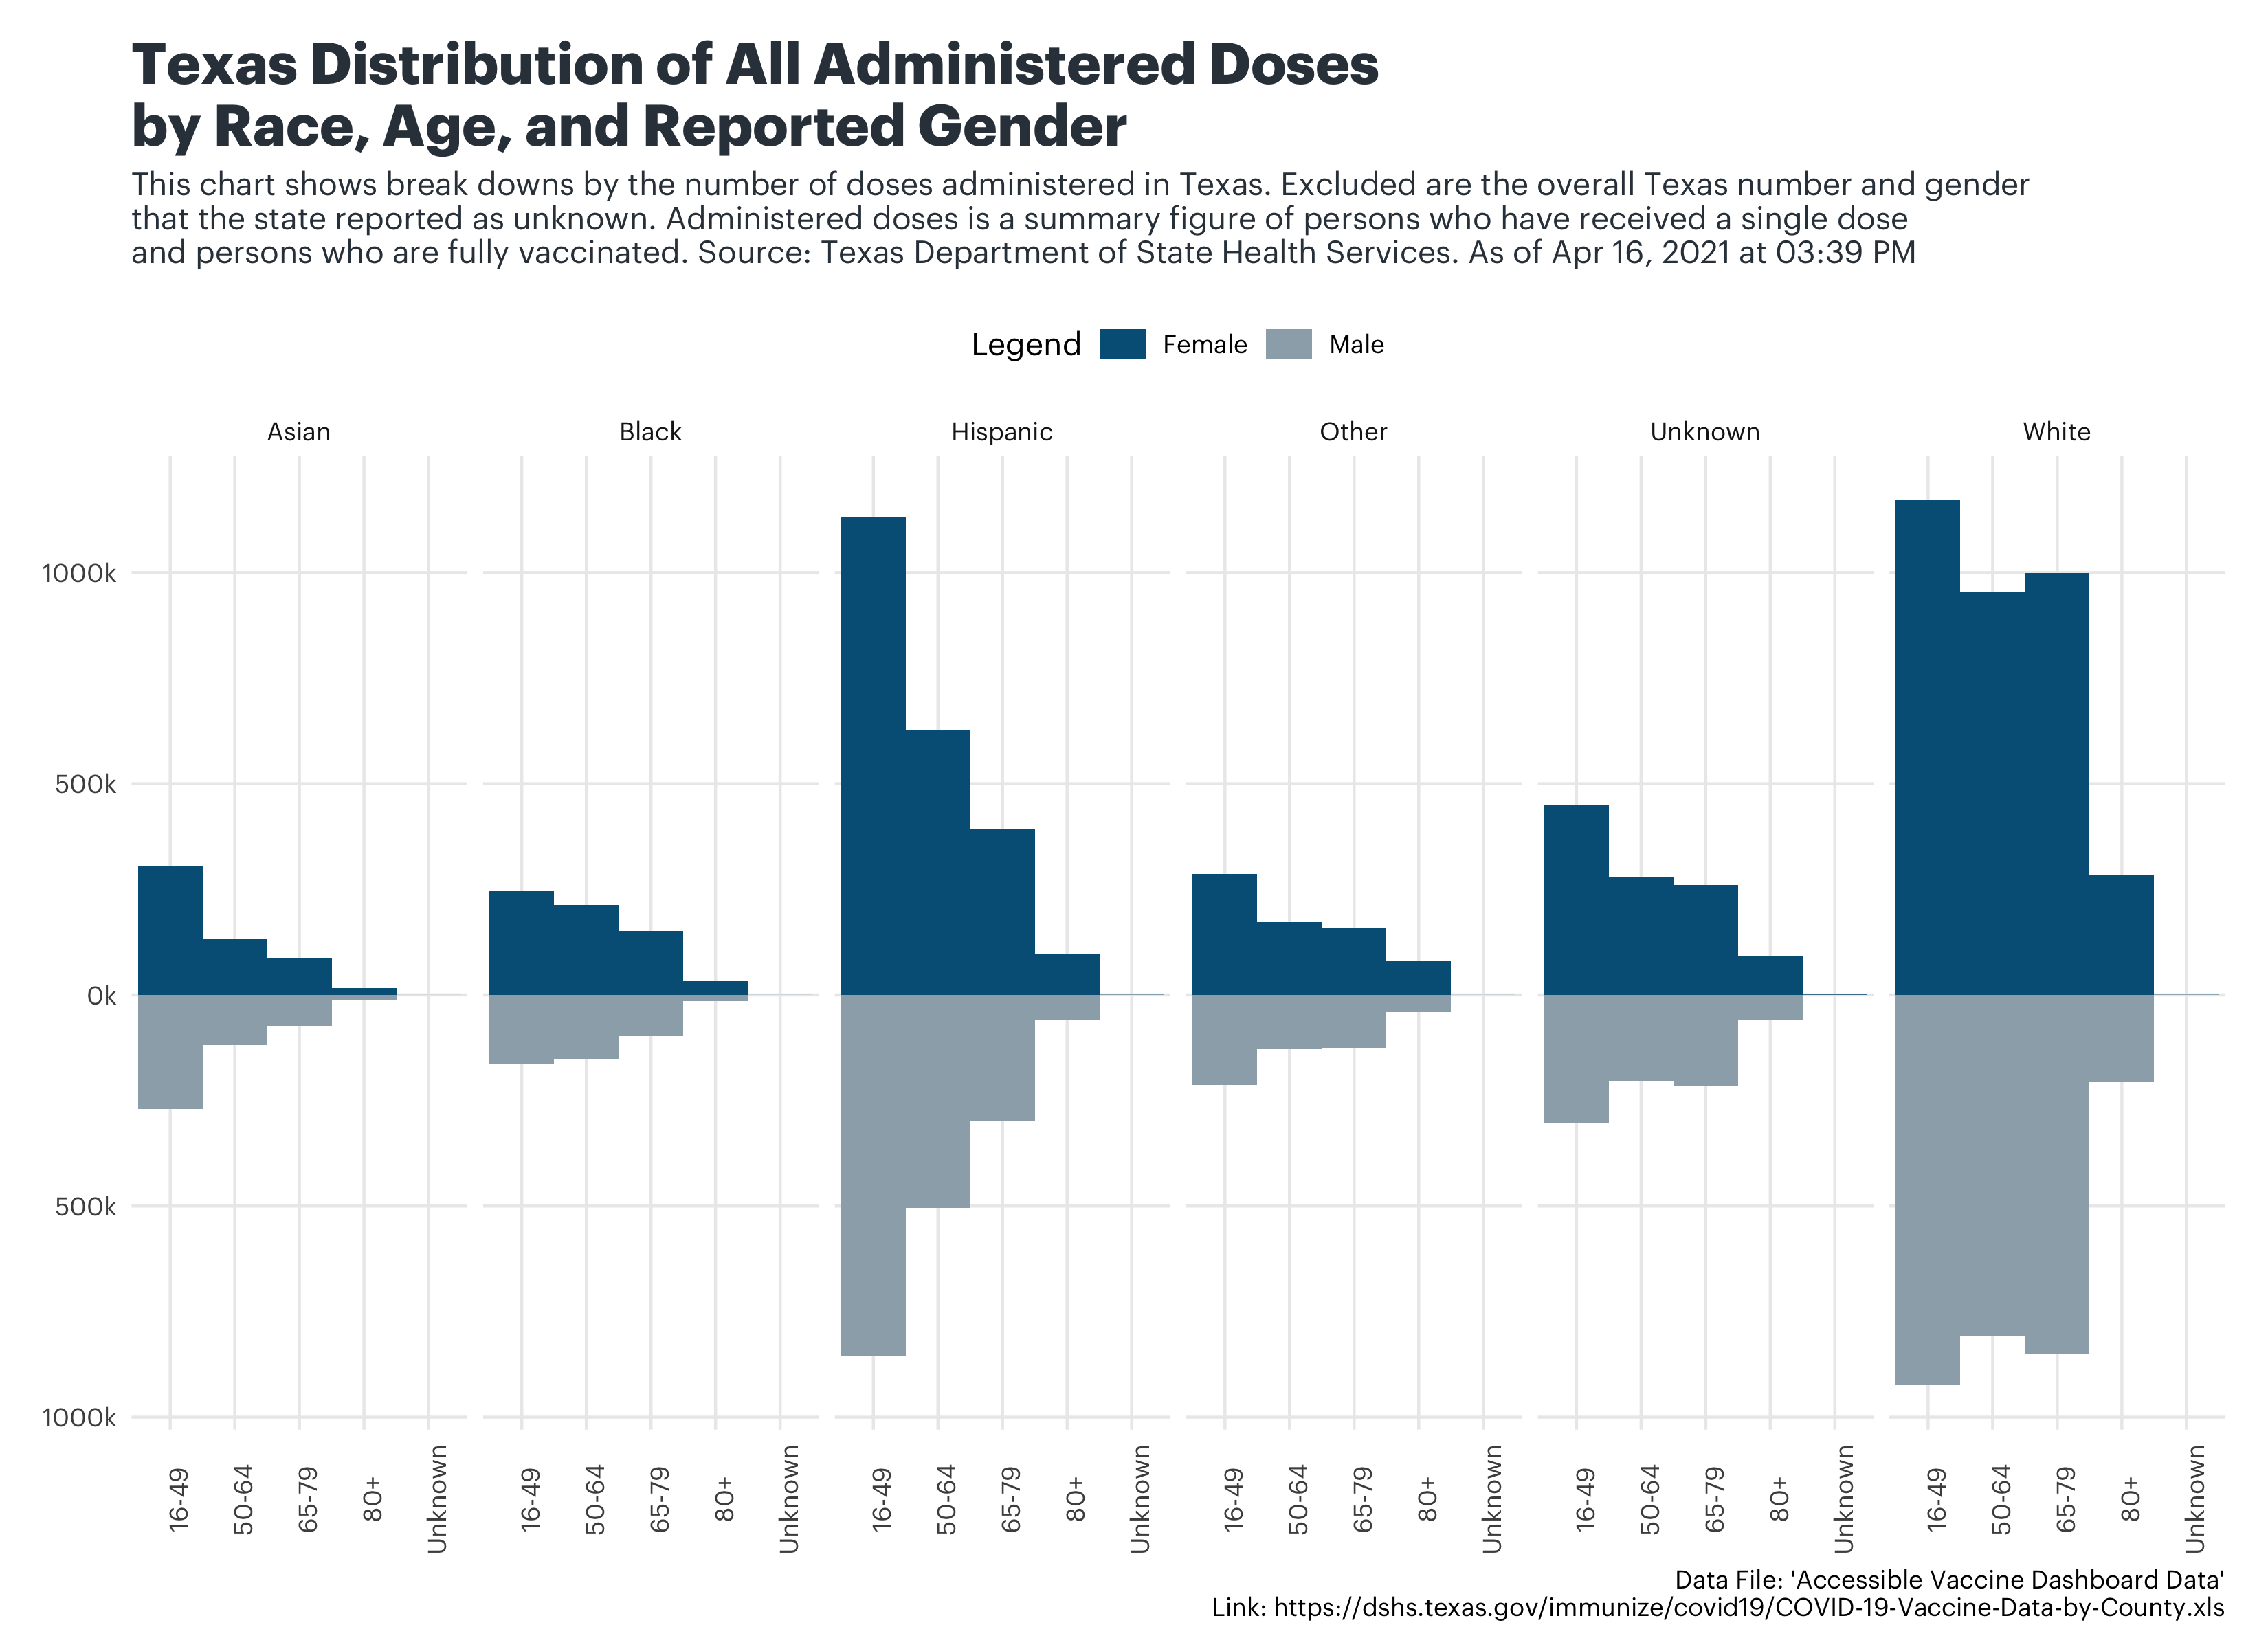 Texas Distribution of All Administered Doses
by Race, Age, and Reported Gender
This chart shows break downs by the number of doses administered in Texas. Excluded are the overall Texas number and gender
that the state reported as unknown. Administered doses is a summary figure of persons who have received a single dose
and persons who are fully vaccinated. Source: Texas Department of State Health Services. As of Apr 16, 2021 at 03:39 PM
Legend Female Male
Asian Black Hispanic Other Unknown White
1000k
500k
0k
500k
1000k
16-49 50-64 65-79 80+ Unknown 16-49 50-64 65-79 80+ Unknown 16-49 50-64 65-79 80+ Unknown 16-49 50-64 65-79 80+ Unknown 16-49 50-64 65-79 80+ Unknown 16-49 50-64 65-79 80+ Unknown
Data File: 'Accessible Vaccine Dashboard Data'
Link: https://dshs.texas.gov/immunize/covid19/COVID-19-Vaccine-Data-by-County.xls